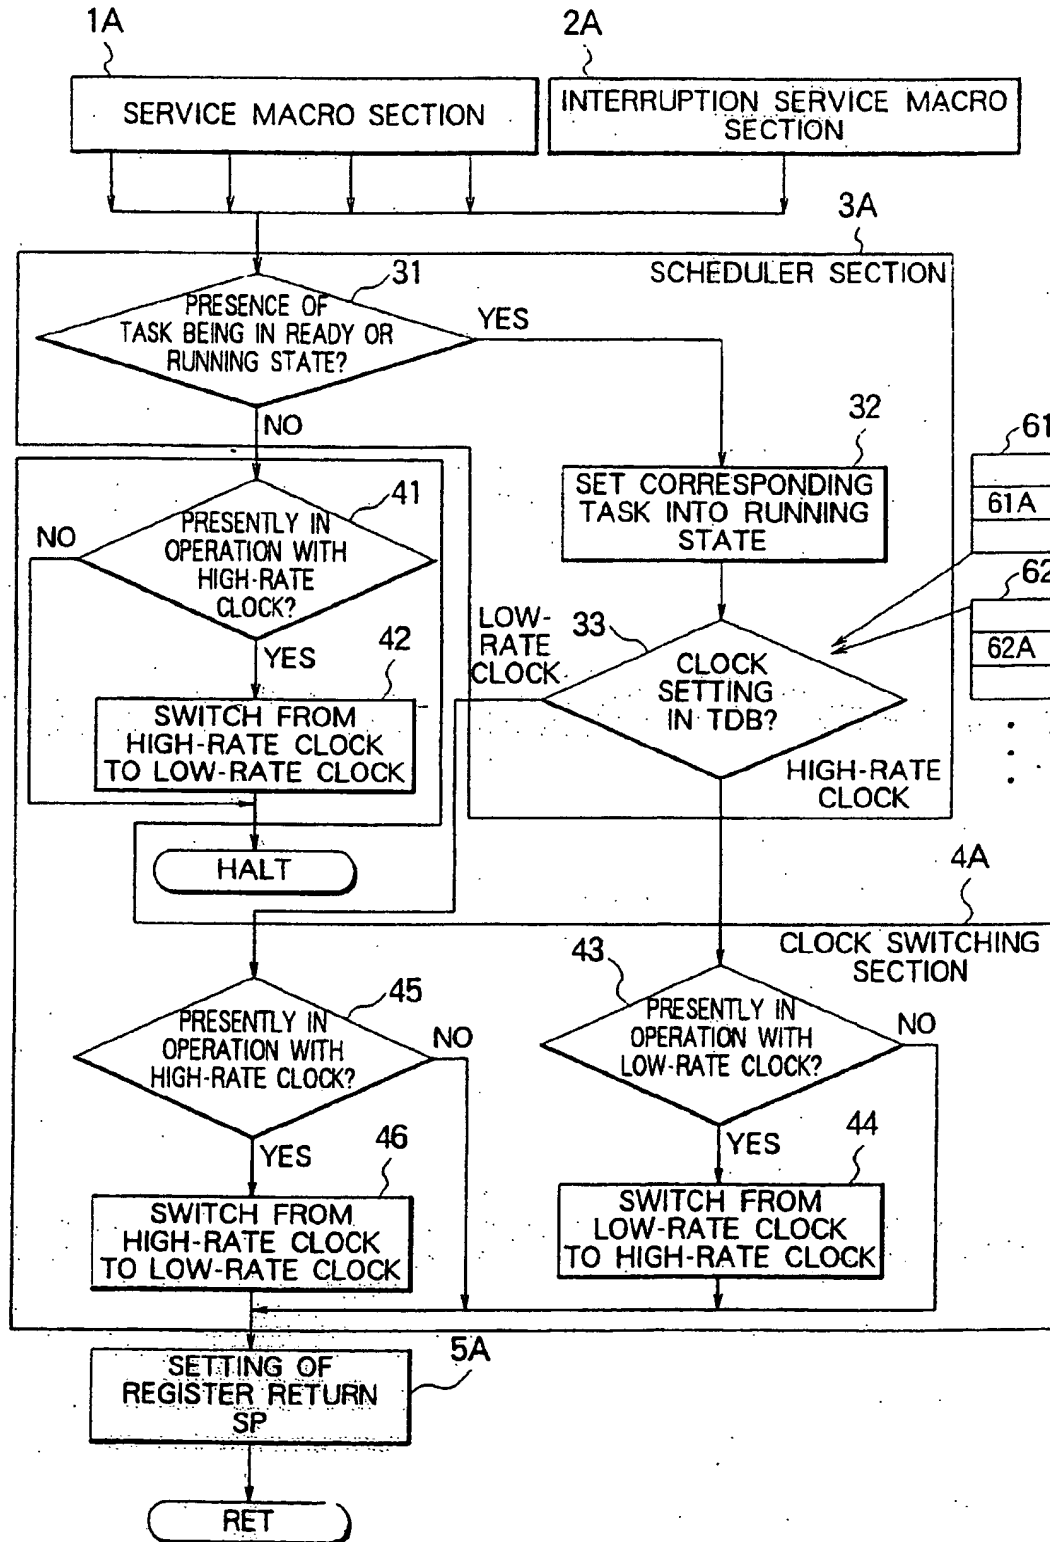 1A
2A
SERVICE MACRO SECTION
INTERRUPTION SERVICE MACRO
SECTION
3A
SCHEDULER SECTION
31
PRESENCE OF
TASK BEING IN READY OR
RUNNING STATE?
YES
NO
32
SET CORRESPONDING
TASK INTO RUNNING
STATE
61
61A
62
62A
41
PRESENTLY IN
OPERATION WITH
HIGH-RATE
CLOCK?
NO
YES
42
SWITCH FROM
HIGH-RATE CLOCK
TO LOW-RATE CLOCK
HALT
33
LOW-
RATE
CLOCK
CLOCK
SETTING
IN TDB?
HIGH-RATE
CLOCK
4A
CLOCK SWITCHING
SECTION
45
PRESENTLY IN
OPERATION WITH
HIGH-RATE CLOCK?
NO
YES
43
PRESENTLY IN
OPERATION WITH
LOW-RATE CLOCK?
NO
YES
46
SWITCH FROM
HIGH-RATE CLOCK
TO LOW-RATE CLOCK
44
SWITCH FROM
LOW-RATE CLOCK
TO HIGH-RATE CLOCK
5A
SETTING OF
REGISTER RETURN
SP
RET